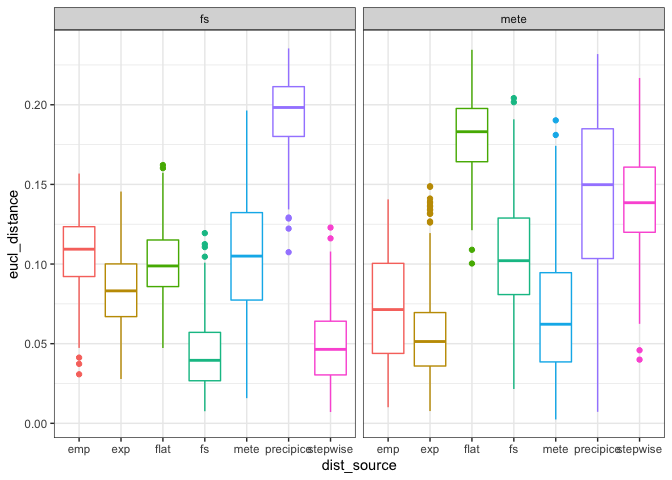 fs mete
eucl_distance
0.20
0.15
0.10
0.05
0.00
emp exp flat fs mete precipice stepwise emp exp flat fs mete precipice stepwise
dist_source